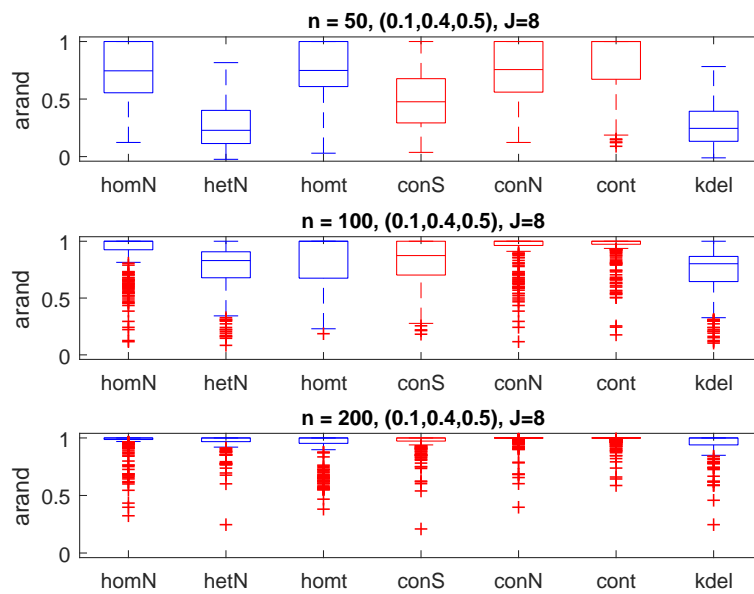 n = 50, (0.1,0.4,0.5), J=8
1
0.5
0
arand
homN hetN homt conS conN cont kdel
n = 100, (0.1,0.4,0.5), J=8
1
0.5
0
arand
homN hetN homt conS conN cont kdel
n = 200, (0.1,0.4,0.5), J=8
1
0.5
0
arand
homN hetN homt conS conN cont kdel